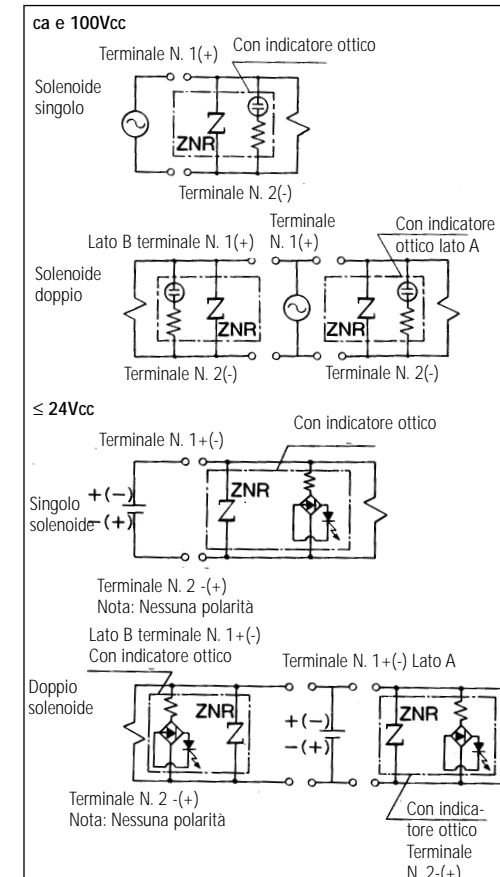 ca e 100Vcc
Terminale N. 1(+)
Con indicatore ottico
Solenoide
singolo
ZNR
Terminale N. 2(-)
Lato B terminale N. 1(+)
Terminale
N. 1(+)
Con indicatore
ottico lato A
Solenoide
doppio
ZNR
ZNR
Terminale N. 2(-)
Terminale N. 2(-)
≤ 24Vcc
Con indicatore ottico
Terminale N. 1+(-)
ZNR
Singolo
solenoide
+(−)
−(+)
Terminale N. 2 -(+)
Nota: Nessuna polarità
Lato B terminale N. 1+(-)
Con indicatore ottico
Terminale N. 1+(-) Lato A
Doppio
solenoide
ZNR
+(−)
−(+)
ZNR
Terminale N. 2 -(+)
Nota: Nessuna polarità
Con indica-
tore ottico
Terminale
N. 2-(+)